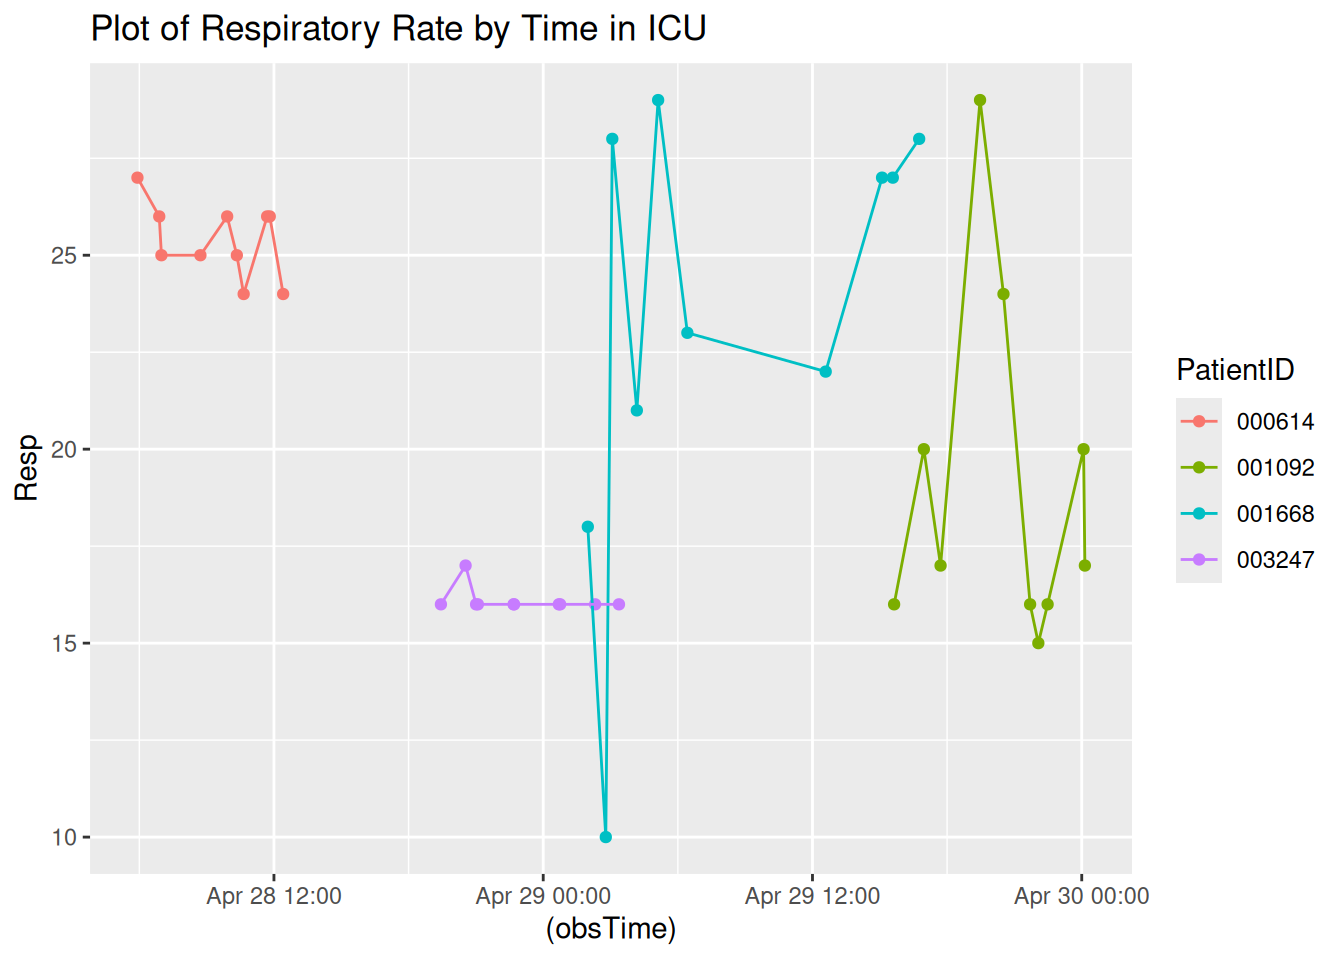 Plot of Respiratory Rate by Time in ICU
Resp
25
20
15
10
Apr 28 12:00
Apr 29 00:00
Apr 29 12:00
Apr 30 00:00
(obsTime)
PatientID
000614
001092
001668
003247